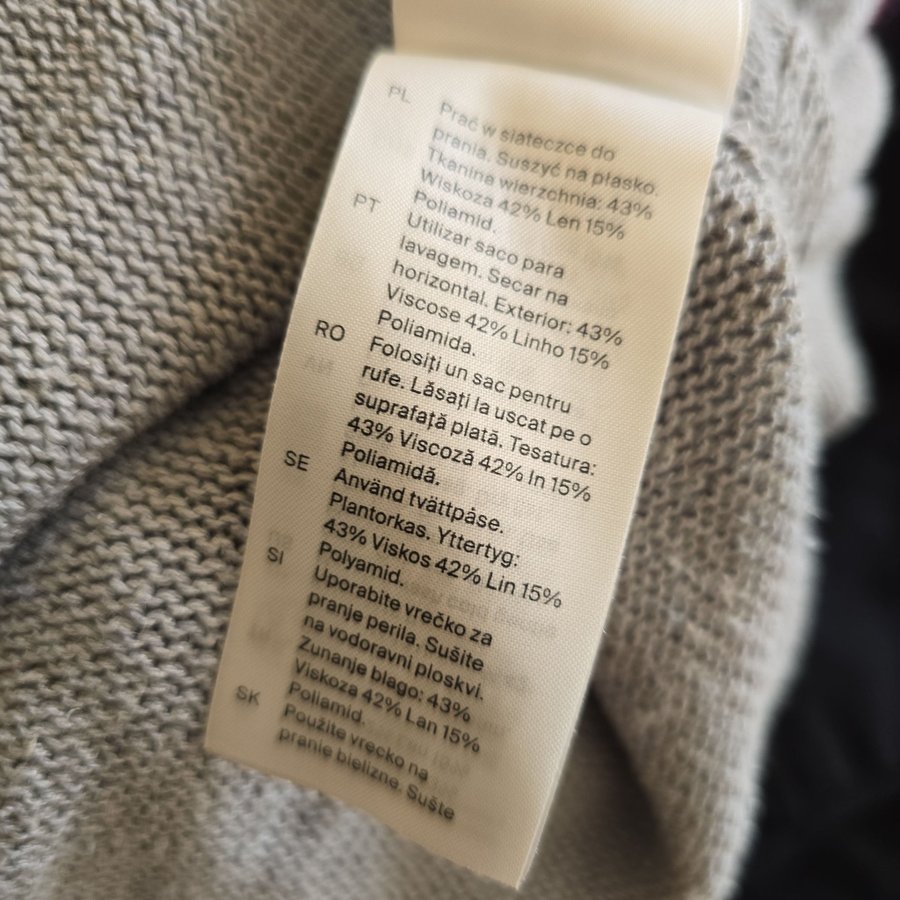 PL Prać w siateczce do
prania. Suszyć na płasko.
Tkanina wierzchnia: 43%
Wiskoza 42% Len 15%
Poliamid.
PT Utilizar saco para
lavagem. Secar na
horizontal. Exterior: 43%
Viscose 42% Linho 15%
Poliamida.
RO Folosiți un sac pentru
rufe. Lăsați la uscat pe o
suprafață plată. Tesatura:
43% Viscoză 42% In 15%
Poliamidă.
SE Använd tvättpåse.
Plantorkas. Yttertyg:
43% Viskos 42% Lin 15%
Polyamid.
SI Uporabite vrečko za
pranje perila. Sušite
na vodoravni ploskvi.
Zunanje blago: 43%
Viskoza 42% Lan 15%
Poliamid.
SK Použite vrecko na
pranie bielizne. Sušte